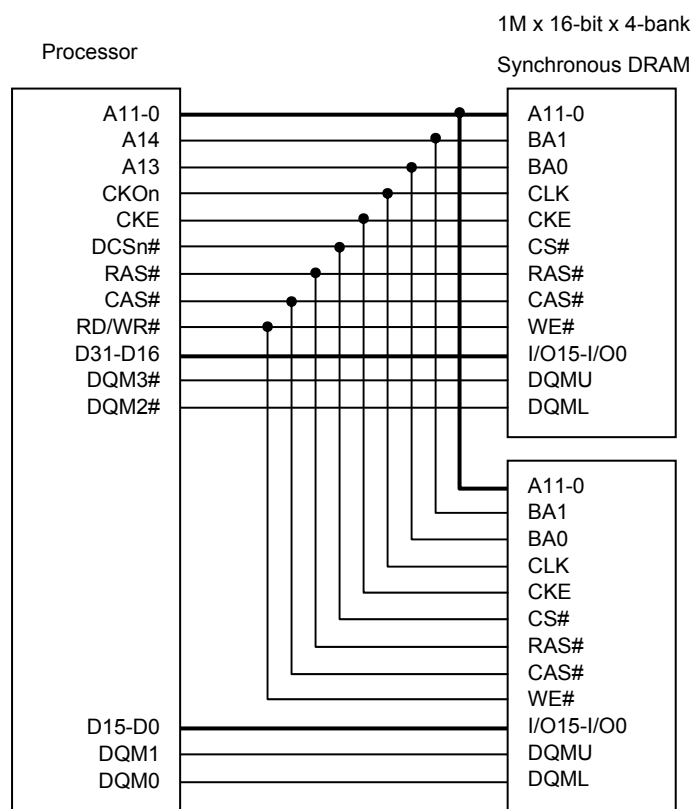 1M x 16-bit x 4-bank
Processor
Synchronous DRAM
A11-0
A14
A13
CKOn
CKE
DCSn#
RAS#
CAS#
RD/WR#
D31-D16
DQM3#
DQM2#
D15-D0
DQM1
DQM0
A11-0
BA1
BA0
CLK
CKE
CS#
RAS#
CAS#
WE#
I/O15-I/O0
DQMU
DQML
A11-0
BA1
BA0
CLK
CKE
CS#
RAS#
CAS#
WE#
I/O15-I/O0
DQMU
DQML